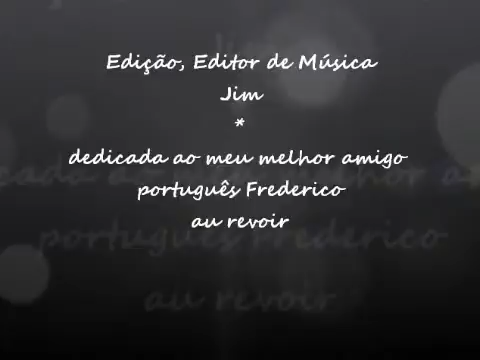 Edição, Editor de Música
Jim
*
dedicada ao meu melhor amigo
português Frederico
au revoir